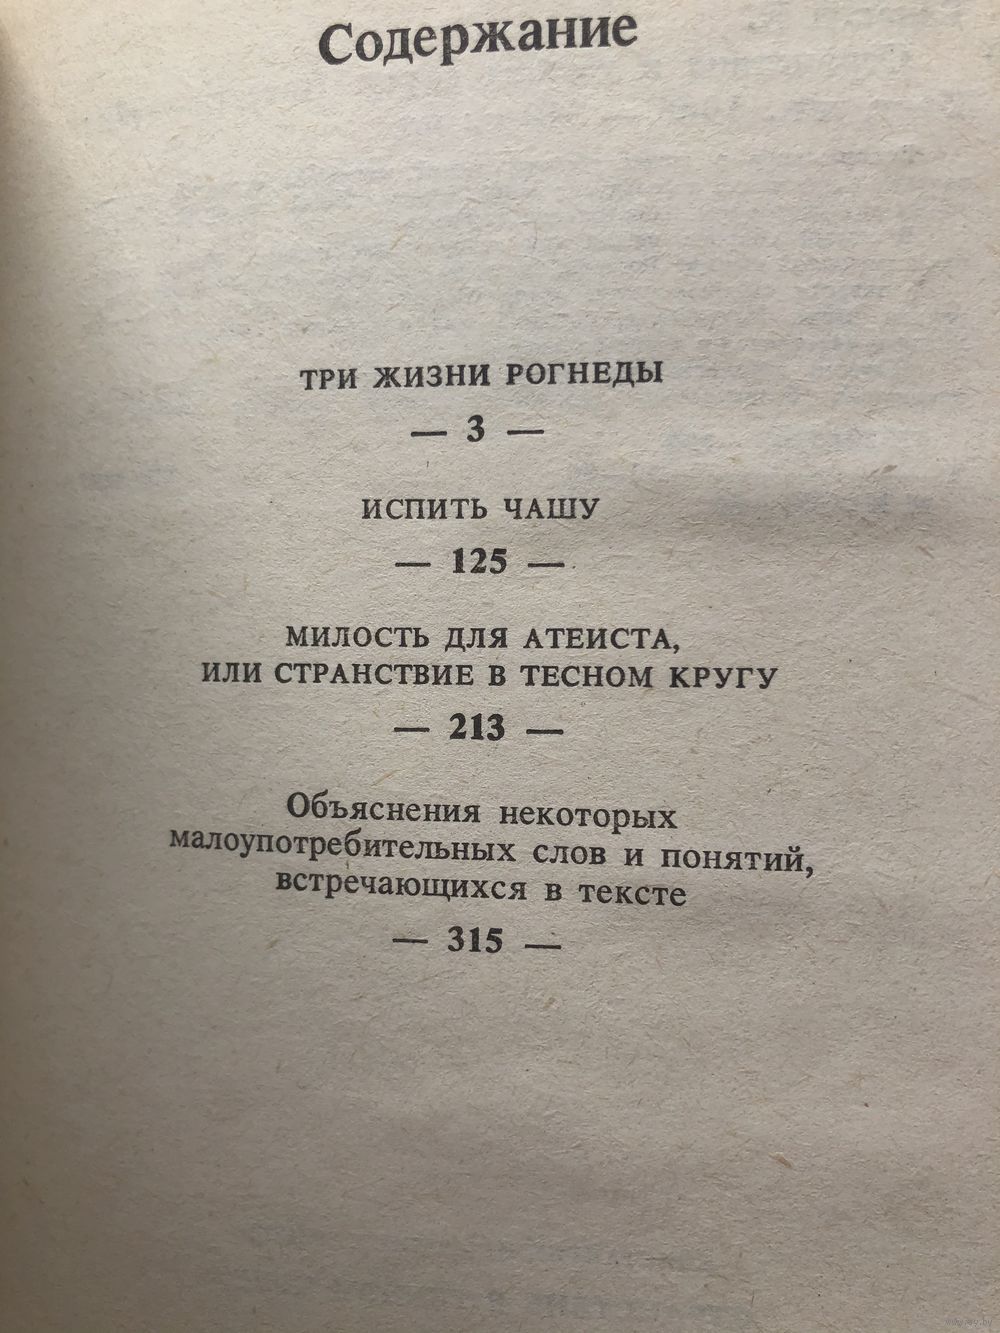 Содержание
ТРИ ЖИЗНИ РОГНЕДЫ
— 3 —
ИСПИТЬ ЧАШУ
— 125 —
МИЛОСТЬ ДЛЯ АТЕИСТА,
ИЛИ СТРАНСТВИЕ В ТЕСНОМ КРУГУ
— 213 —
Объяснения некоторых
малоупотребительных слов и понятий,
встречающихся в тексте
— 315 —